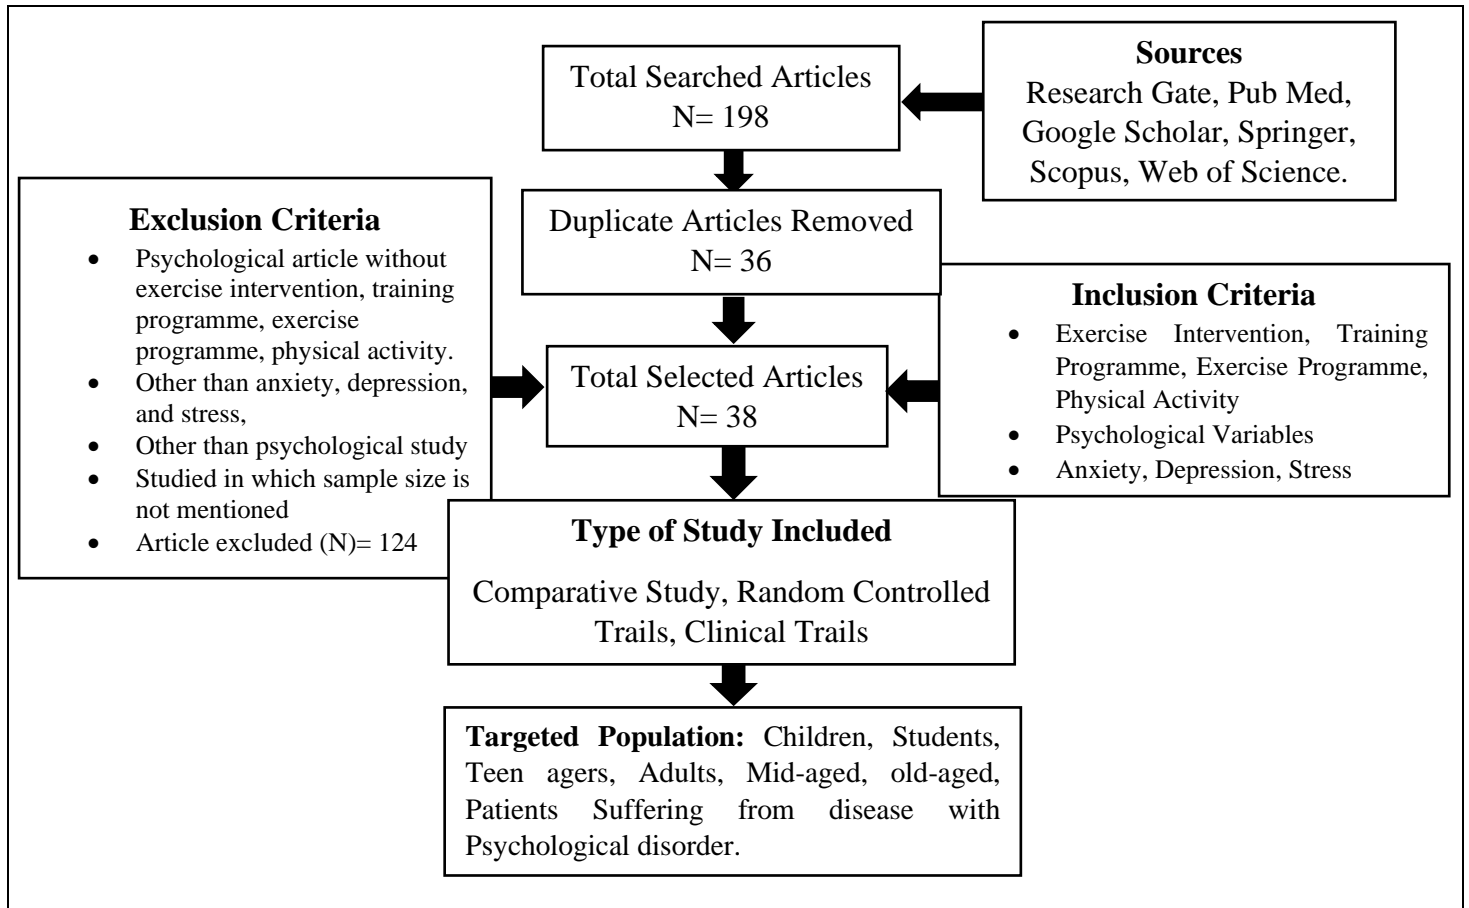 Total Searched Articles
N= 198
Sources
Research Gate, Pub Med,
Google Scholar, Springer,
Scopus, Web of Science.
Duplicate Articles Removed
N= 36
Exclusion Criteria
• Psychological article without
exercise intervention, training
programme, exercise
programme, physical activity.
• Other than anxiety, depression,
and stress,
• Other than psychological study
• Studied in which sample size is
not mentioned
• Article excluded (N)= 124
Inclusion Criteria
• Exercise Intervention, Training
Programme, Exercise Programme,
Physical Activity
• Psychological Variables
• Anxiety, Depression, Stress
Total Selected Articles
N= 38
Type of Study Included
Comparative Study, Random Controlled
Trails, Clinical Trails
Targeted Population: Children, Students,
Teen agers, Adults, Mid-aged, old-aged,
Patients Suffering from disease with
Psychological disorder.